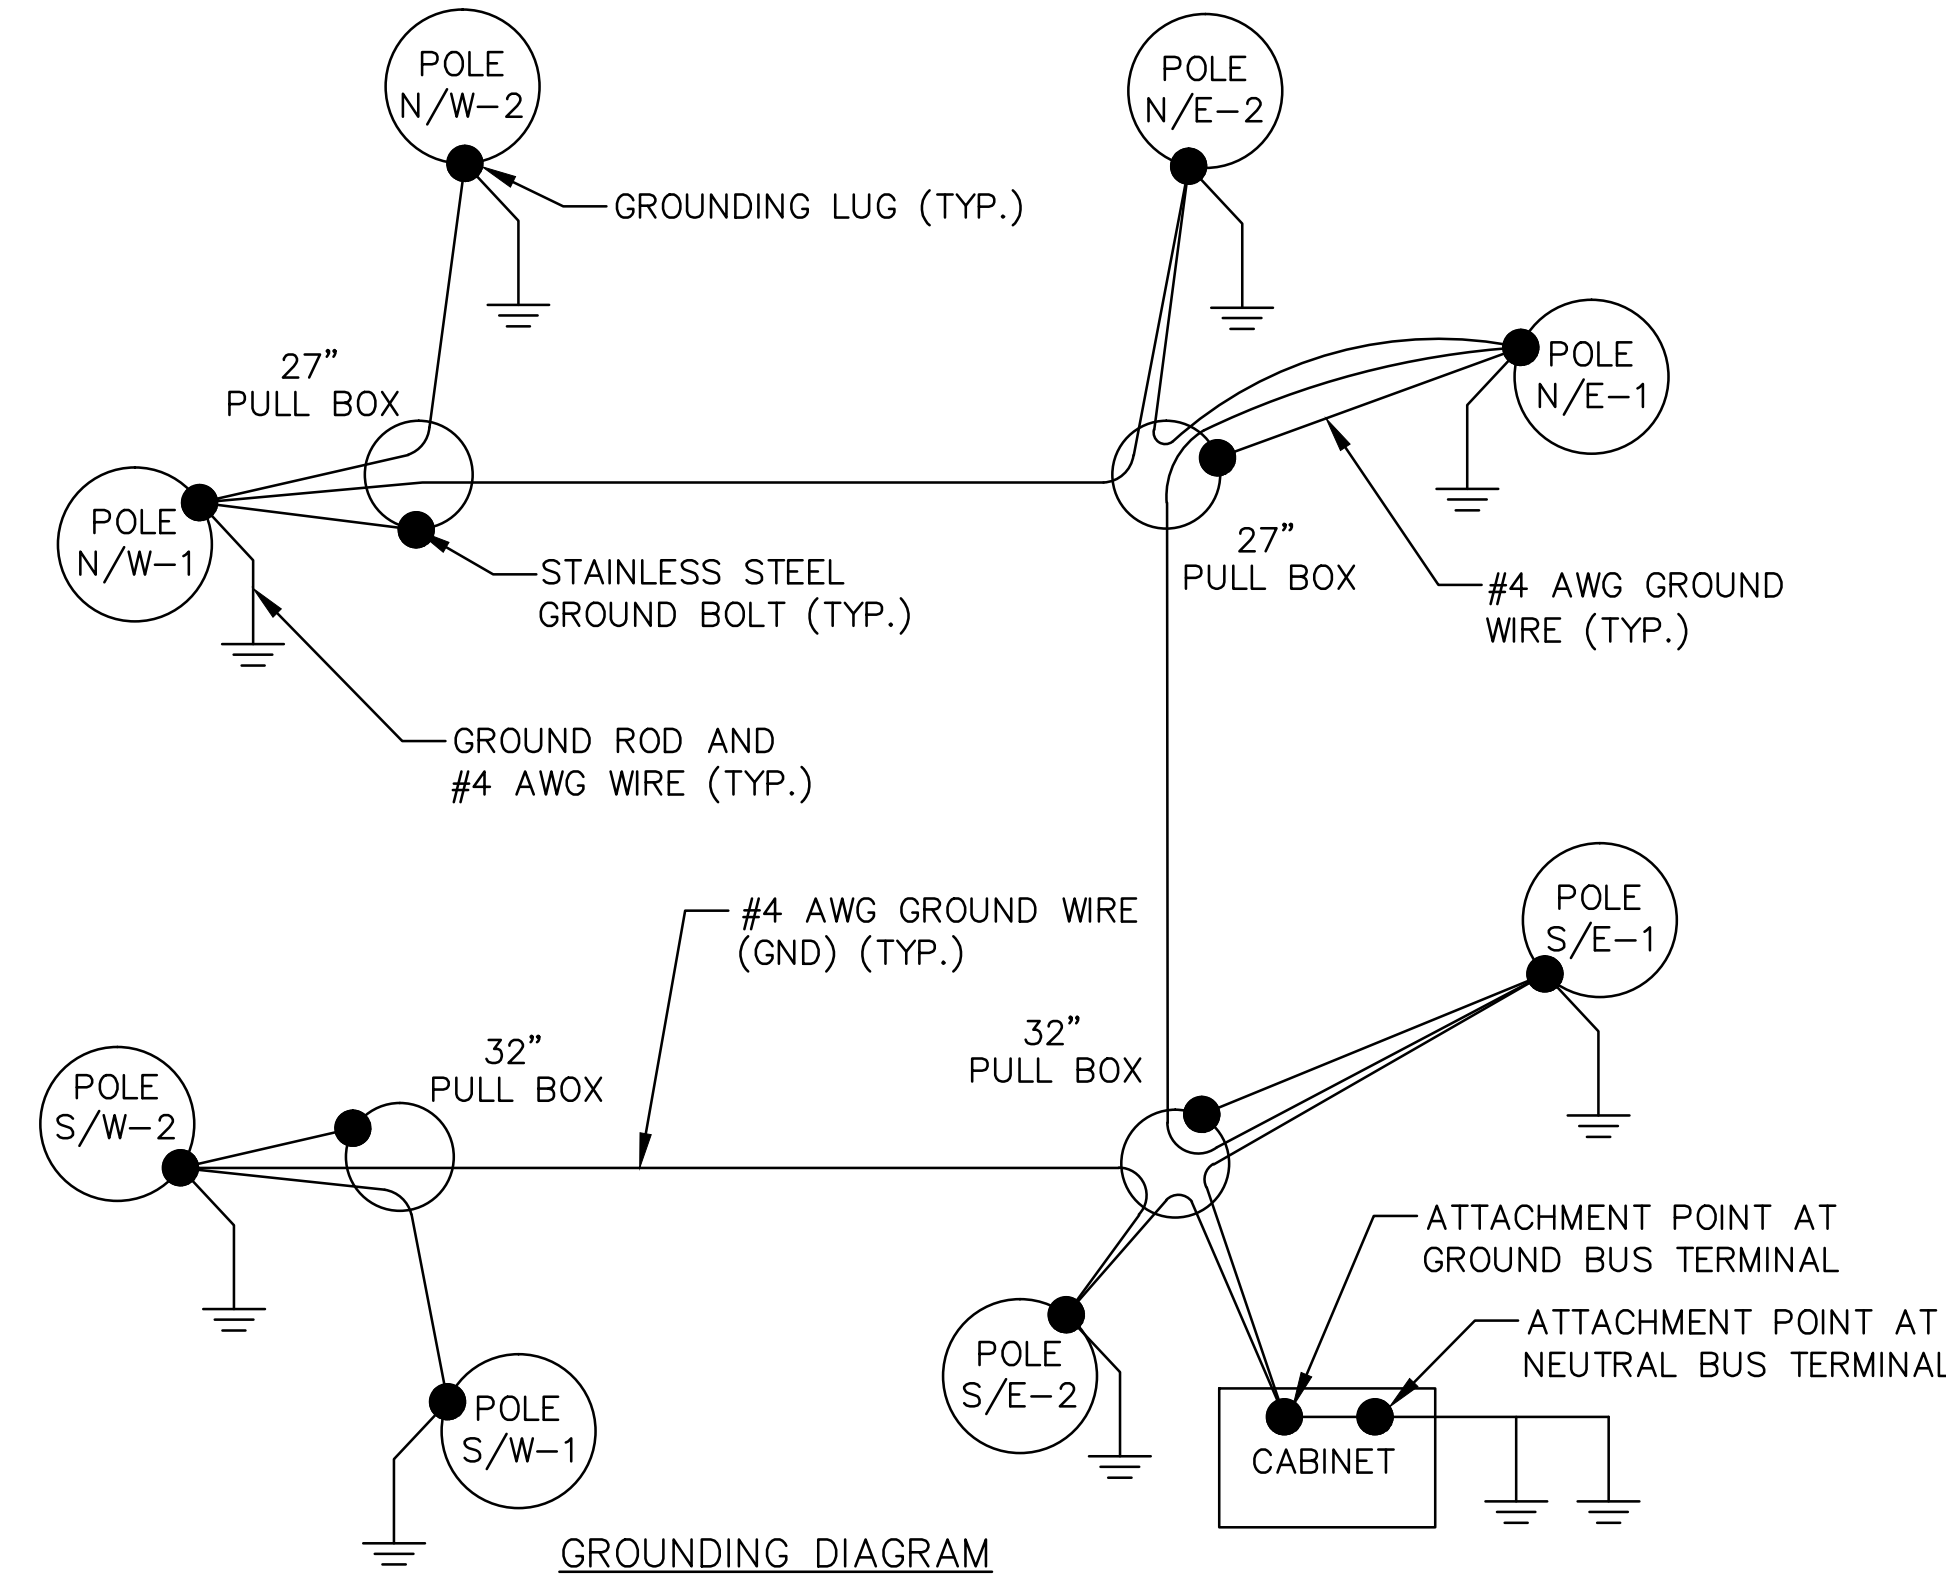 POLE
N/W-2
POLE
N/E-2
GROUNDING LUG (TYP.)
27"
PULL BOX
POLE
N/E-1
POLE
N/W-1
27"
PULL BOX
STAINLESS STEEL
GROUND BOLT (TYP.)
#4 AWG GROUND
WIRE (TYP.)
GROUND ROD AND
#4 AWG WIRE (TYP.)
#4 AWG GROUND WIRE
(GND) (TYP.)
POLE
S/E-1
32"
PULL BOX
32"
PULL BOX
POLE
S/W-2
ATTACHMENT POINT AT
GROUND BUS TERMINAL
ATTACHMENT POINT AT
NEUTRAL BUS TERMINAL
POLE
S/E-2
POLE
S/W-1
CABINET
GROUNDING DIAGRAM